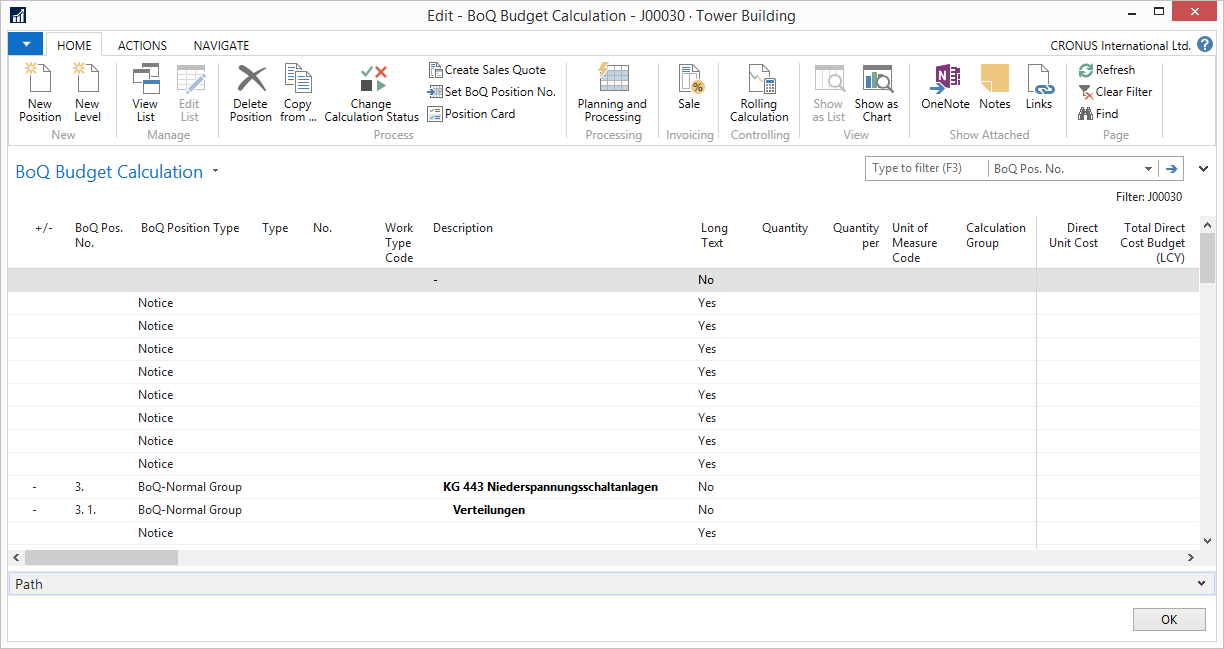 Edit - BoQ Budget Calculation - J00030 · Tower Building
HOME ACTIONS NAVIGATE CRONUS International Ltd. ?
New Position
New Level
New
View List
Edit List
Manage
Delete Position
Copy from ...
Change Calculation Status
Create Sales Quote
Set BoQ Position No.
Position Card
Process
Planning and Processing
Processing
Sale
Invoicing
Rolling Calculation
Controlling
Show as List
Show as Chart
View
OneNote
Notes
Links
Show Attached
Refresh
Clear Filter
Find
Page
BoQ Budget Calculation
Type to filter (F3) BoQ Pos. No.
Filter: J00030
+/- BoQ Pos. No. BoQ Position Type Type No. Work Type Code Description Long Text Quantity Quantity per Unit of Measure Code Calculation Group Direct Unit Cost Total Direct Cost Budget (LCY)
- No
Notice Yes
Notice Yes
Notice Yes
Notice Yes
Notice Yes
Notice Yes
Notice Yes
Notice Yes
- 3. BoQ-Normal Group KG 443 Niederspannungsschaltanlagen No
- 3. 1. BoQ-Normal Group Verteilungen No
Notice Yes
Path
OK